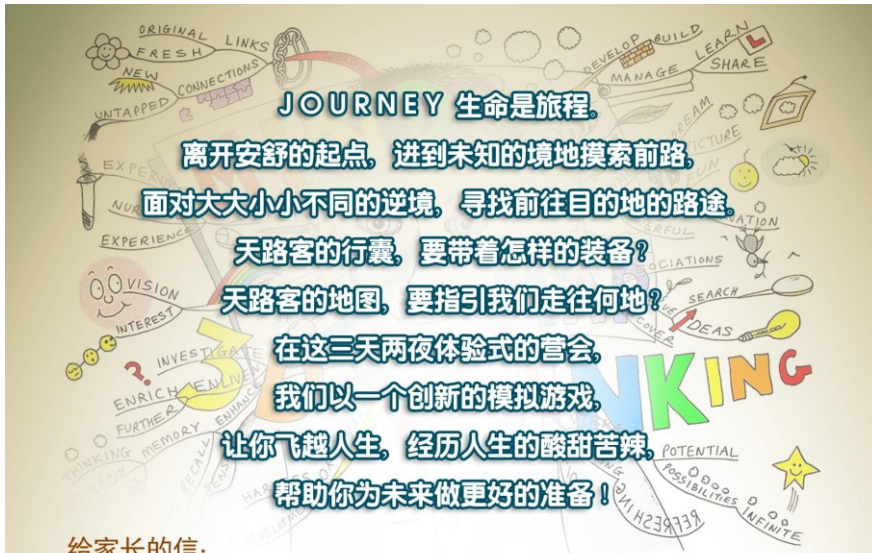 JOURNEY 生命是旅程。
离开安舒的起点，进到未知的境地摸索前路，
面对大大小小不同的逆境，寻找前往目的地的路途。
天路客的行囊，要带着怎样的装备？
天路客的地图，要指引我们走往何地？
在这三天两夜体验式的营会，
我们以一个创新的模拟游戏，
让你飞越人生，经历人生的酸甜苦辣，
帮助你为未来做更好的准备！
给家长的信：
ORIGINAL
FRESH
LINKS
NEW
CONNECTIONS
UNTAPPED
EXPERIENCE
VISION
INTEREST
INVESTIGATE
ENRICH
ENLIVEN
FURTHER
ENHANCE
THINKING
MEMORY
RECALL
DEVELOP
BUILD
MANAGE
LEARN
SHARE
DREAM
PICTURE
FUN
SEARCH
IDEAS
KING
POTENTIAL
POSSIBILITIES
INFINITE
REFRESHING